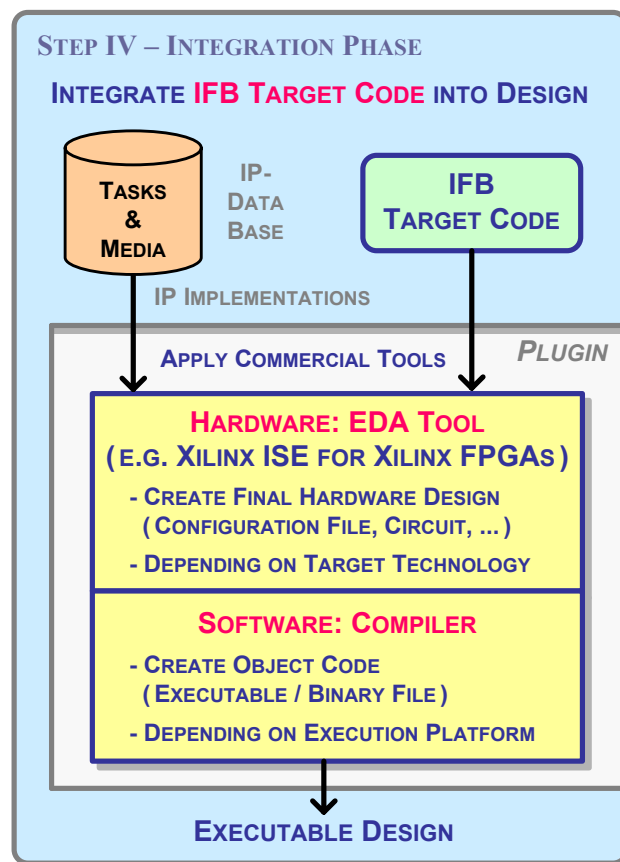 Step IV – Integration Phase
Integrate IFB Target Code into Design
Tasks
&
Media
IP-
Data
Base
IFB
Target Code
IP Implementations
Plugin
Apply Commercial Tools
Hardware: EDA Tool
(e.g. Xilinx ISE for Xilinx FPGAs)
- Create Final Hardware Design
(Configuration File, Circuit, ...)
- Depending on Target Technology
Software: Compiler
- Create Object Code
(Executable / Binary File)
- Depending on Execution Platform
Executable Design